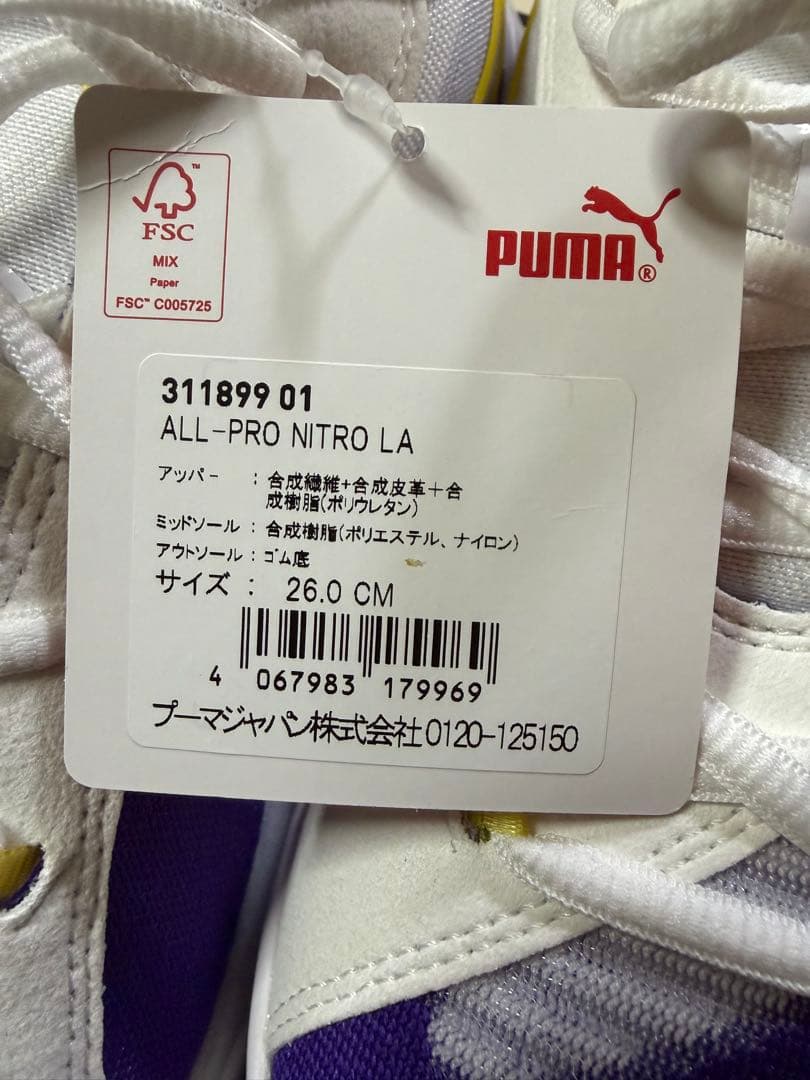 FSC™
MIX
Paper
FSC™ C005725
PUMA®
311899 01
ALL-PRO NITRO LA
アッパー : 合成繊維+合成皮革+合
成樹脂(ポリウレタン)
ミッドソール : 合成樹脂(ポリエステル、ナイロン)
アウトソール : ゴム底
サイズ : 26.0 CM
4 067983 179969
プーマジャパン株式会社0120-125150